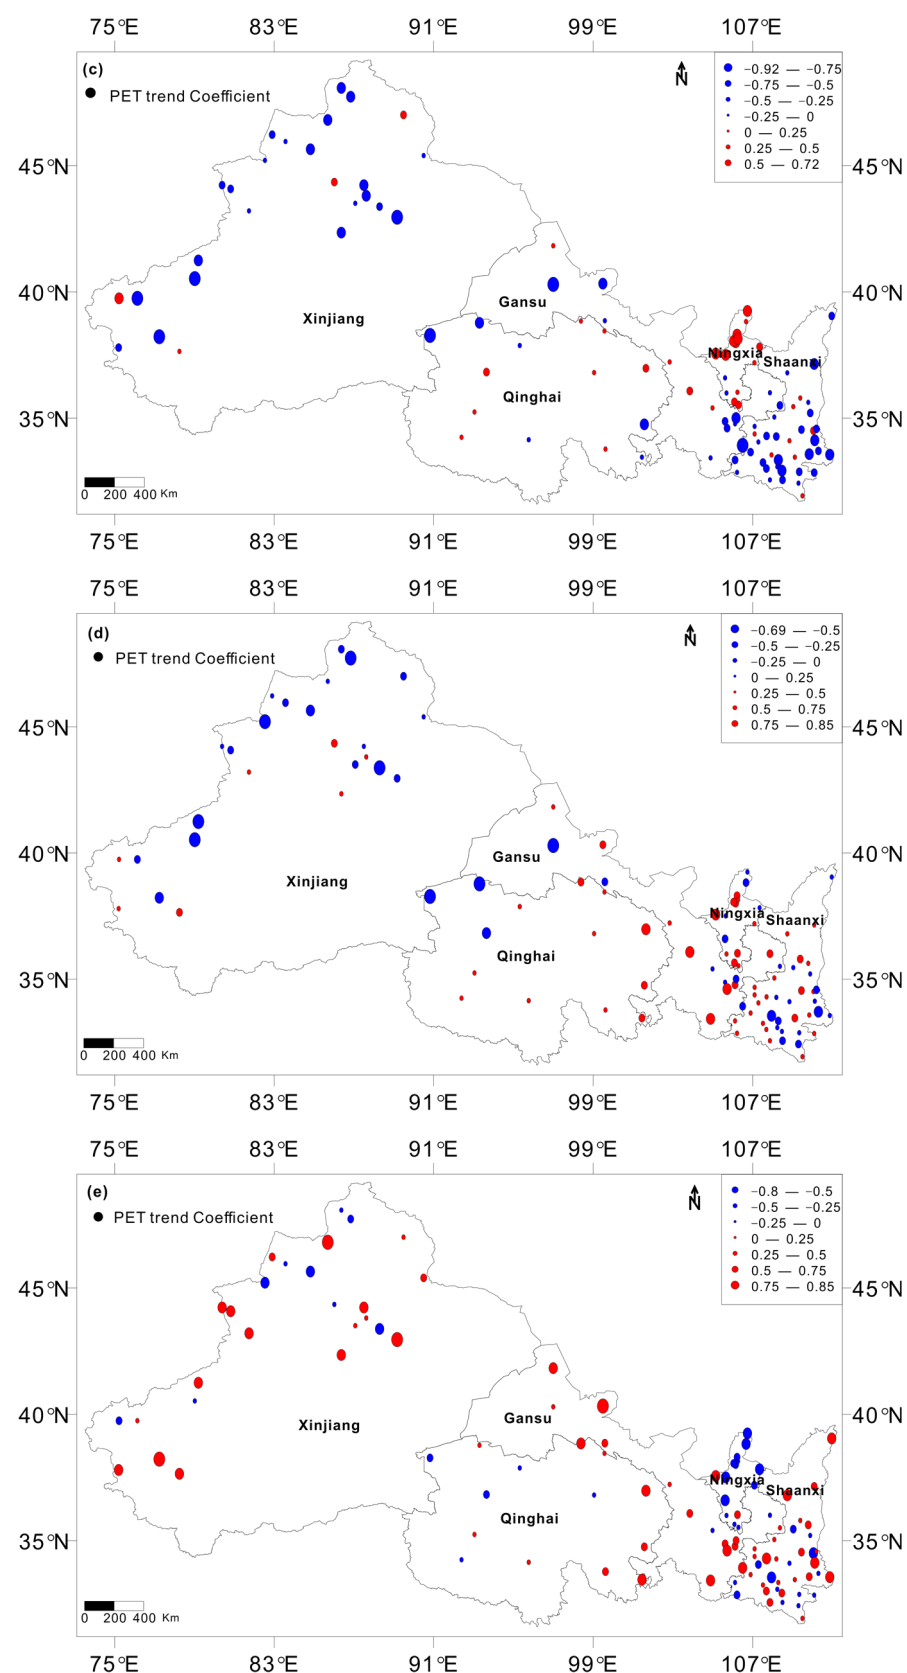 75°E 83°E 91°E 99°E 107°E
(c)
PET trend Coefficient
N
−0.92 — −0.75
−0.75 — −0.5
−0.5 — −0.25
−0.25 — 0
0 — 0.25
0.25 — 0.5
0.5 — 0.72
45°N 45°N
40°N 40°N
Gansu
Xinjiang
Ningxia
Shaanxi
Qinghai
35°N 35°N
0 200 400 Km
75°E 83°E 91°E 99°E 107°E
75°E 83°E 91°E 99°E 107°E
(d)
PET trend Coefficient
N
−0.69 — −0.5
−0.5 — −0.25
−0.25 — 0
0 — 0.25
0.25 — 0.5
0.5 — 0.75
0.75 — 0.85
45°N 45°N
40°N 40°N
Gansu
Xinjiang
Ningxia
Shaanxi
Qinghai
35°N 35°N
0 200 400 Km
75°E 83°E 91°E 99°E 107°E
75°E 83°E 91°E 99°E 107°E
(e)
PET trend Coefficient
N
−0.8 — −0.5
−0.5 — −0.25
−0.25 — 0
0 — 0.25
0.25 — 0.5
0.5 — 0.75
0.75 — 0.85
45°N 45°N
40°N 40°N
Gansu
Xinjiang
Ningxia
Shaanxi
Qinghai
35°N 35°N
0 200 400 Km
75°E 83°E 91°E 99°E 107°E